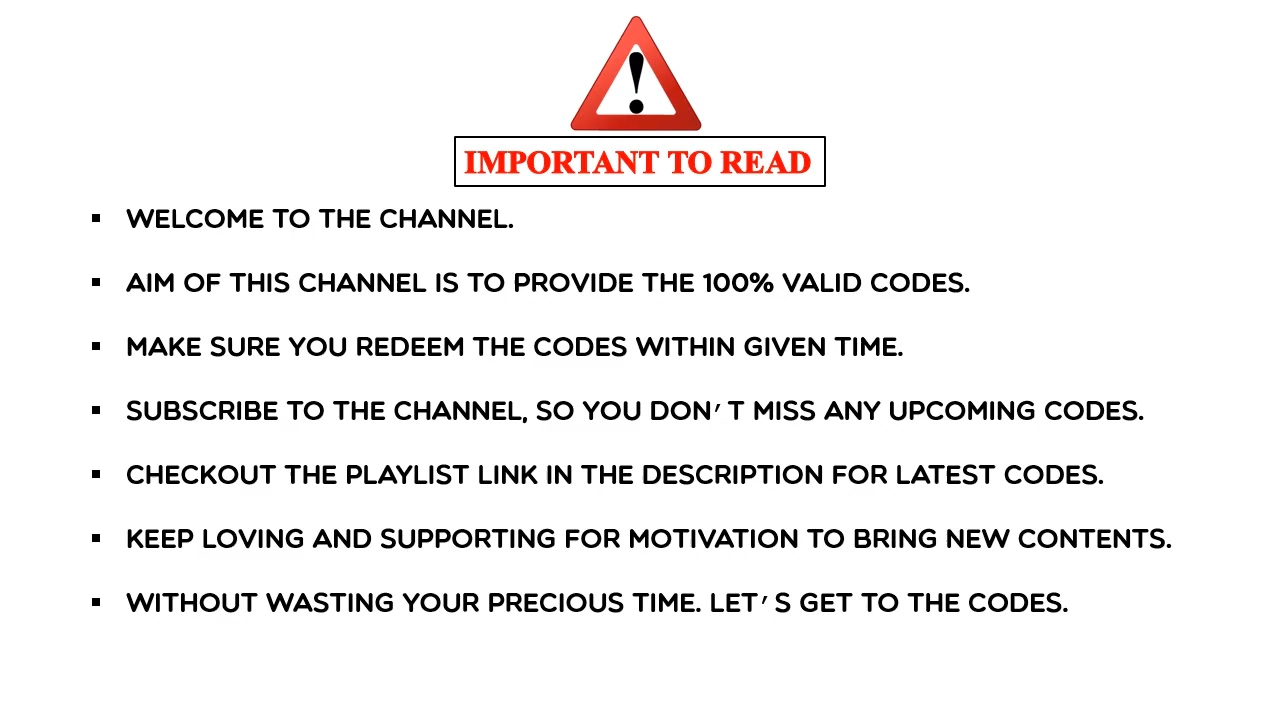 IMPORTANT TO READ
▪ WELCOME TO THE CHANNEL.
▪ AIM OF THIS CHANNEL IS TO PROVIDE THE 100% VALID CODES.
▪ MAKE SURE YOU REDEEM THE CODES WITHIN GIVEN TIME.
▪ SUBSCRIBE TO THE CHANNEL, SO YOU DON'T MISS ANY UPCOMING CODES.
▪ CHECKOUT THE PLAYLIST LINK IN THE DESCRIPTION FOR LATEST CODES.
▪ KEEP LOVING AND SUPPORTING FOR MOTIVATION TO BRING NEW CONTENTS.
▪ WITHOUT WASTING YOUR PRECIOUS TIME. LET'S GET TO THE CODES.